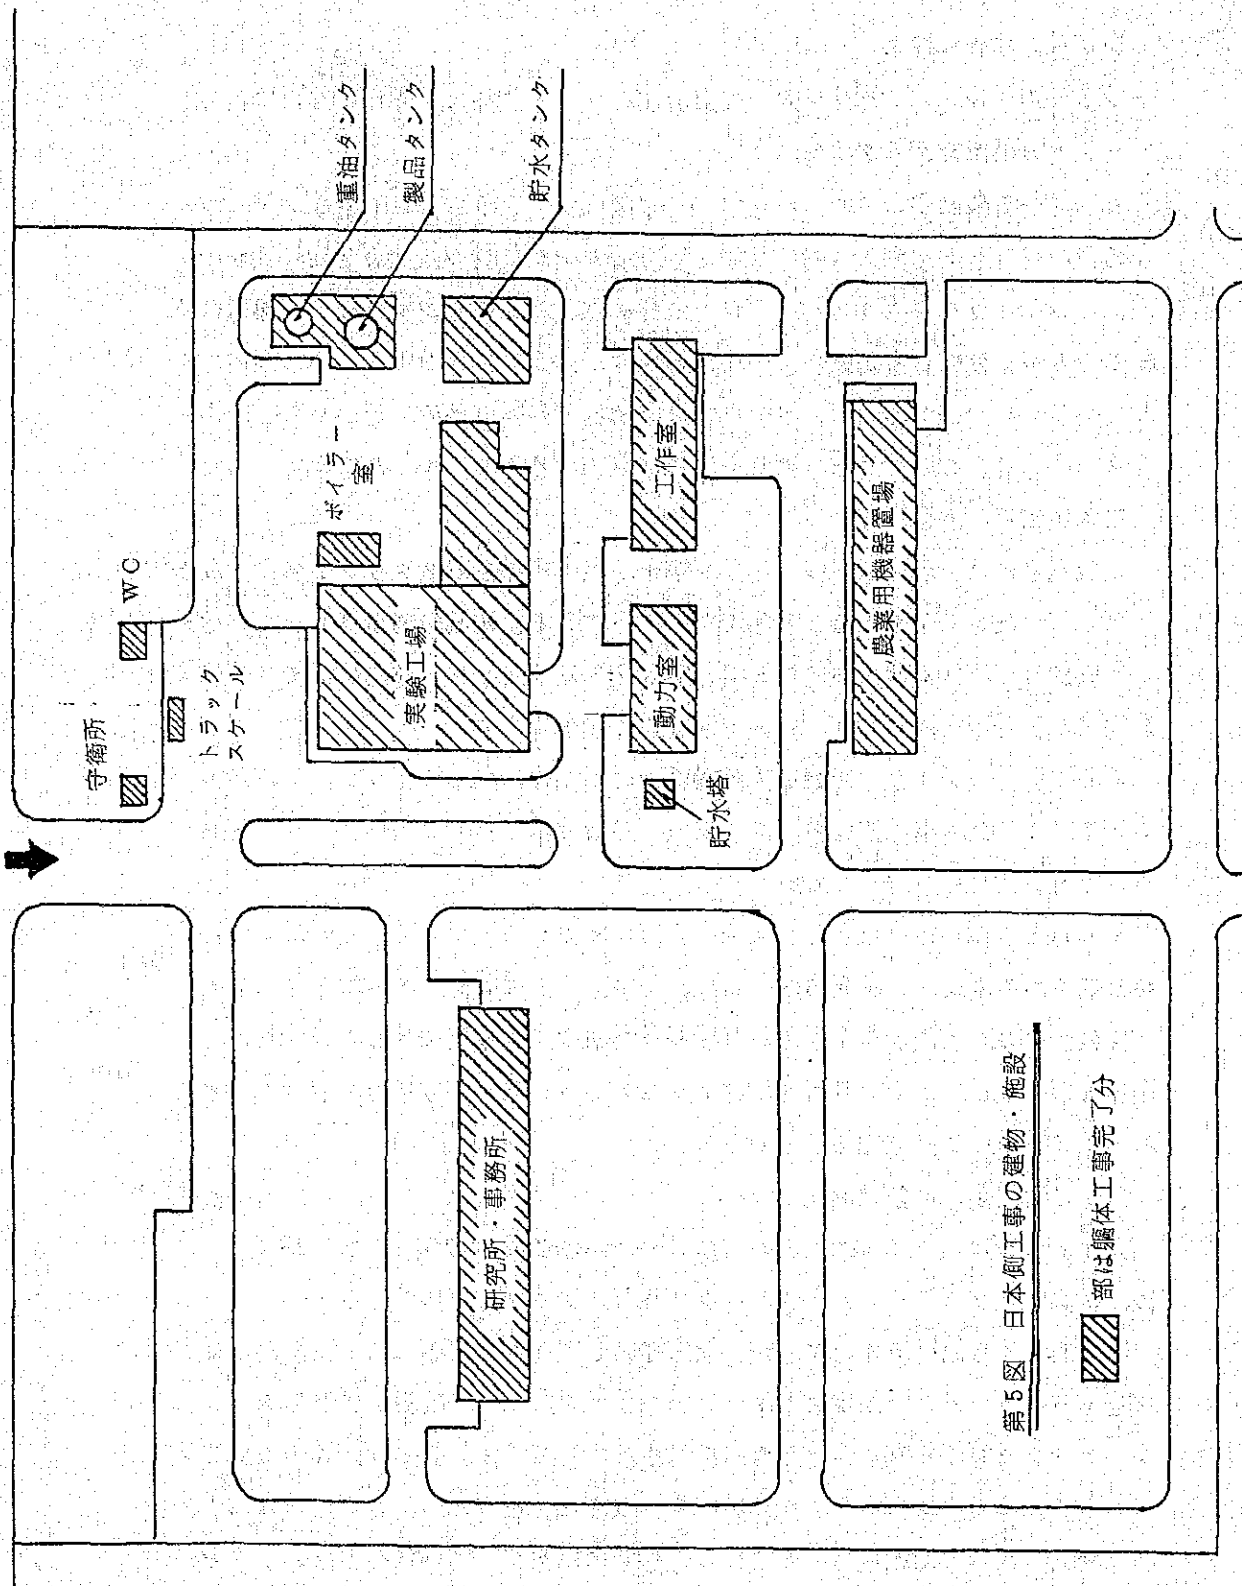 重油タンク
製品タンク
貯水タンク
WC
守衛所
トラック
スケール
ボイラー
室
実験工場
工作室
動力室
貯水塔
農業用機器置場
研究所・事務所
第5図 日本側工事の建物・施設
部は軀体工事完了分